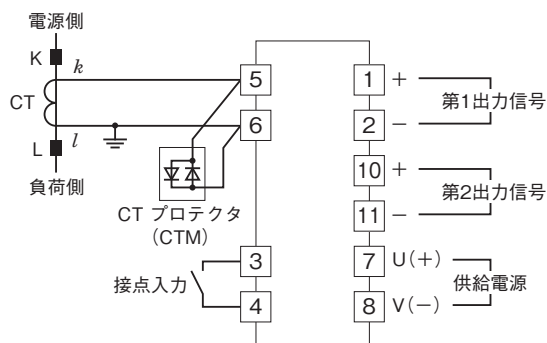 電源側
K
k
CT
l
L
負荷側
CT プロテクタ
(CTM)
接点入力
5
6
3
4
1
+
2
−
第1出力信号
10
+
11
−
第2出力信号
7
U(+)
8
V(−)
供給電源